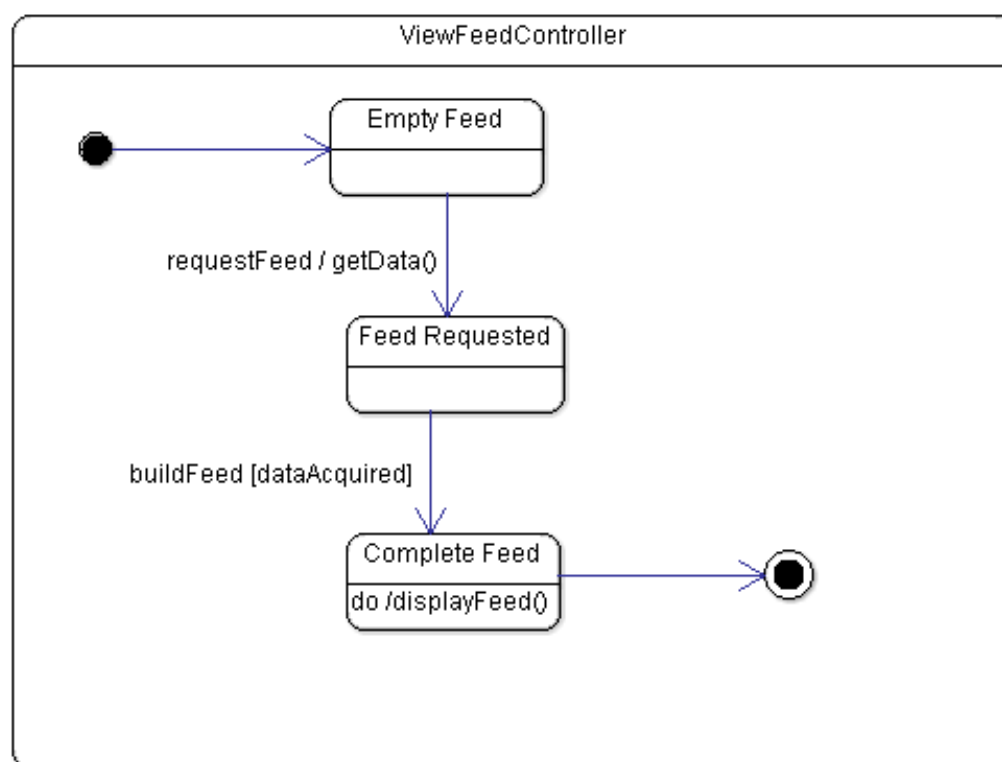 ViewFeedController
Empty Feed
requestFeed / getData()
Feed Requested
buildFeed [dataAcquired]
Complete Feed
do /displayFeed()